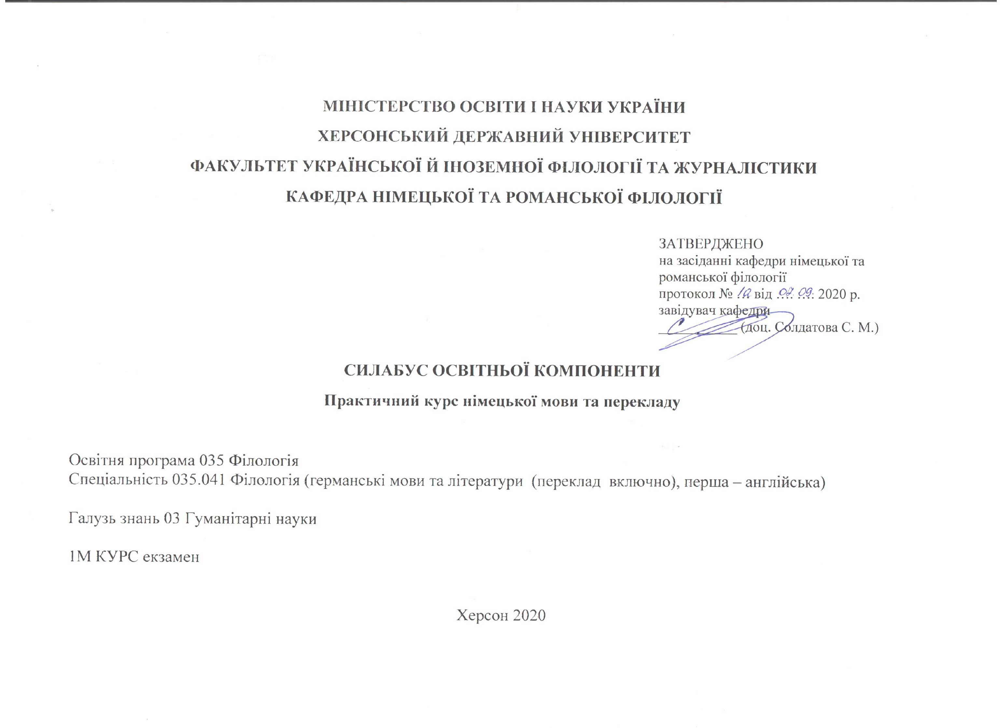 МІНІСТЕРСТВО ОСВІТИ І НАУКИ УКРАЇНИ
ХЕРСОНСЬКИЙ ДЕРЖАВНИЙ УНІВЕРСИТЕТ
ФАКУЛЬТЕТ УКРАЇНСЬКОЇ Й ІНОЗЕМНОЇ ФІЛОЛОГІЇ ТА ЖУРНАЛІСТИКИ
КАФЕДРА НІМЕЦЬКОЇ ТА РОМАНСЬКОЇ ФІЛОЛОГІЇ
ЗАТВЕРДЖЕНО
на засіданні кафедри німецької та
романської філології
протокол № 1а від 07. 09. 2020 р.
завідувач кафедри
____________ (доц. Солдатова С. М.)
СИЛАБУС ОСВІТНЬОЇ КОМПОНЕНТИ
Практичний курс німецької мови та перекладу
Освітня програма 035 Філологія
Спеціальність 035.041 Філологія (германські мови та літератури (переклад включно), перша – англійська)
Галузь знань 03 Гуманітарні науки
1М КУРС екзамен
Херсон 2020